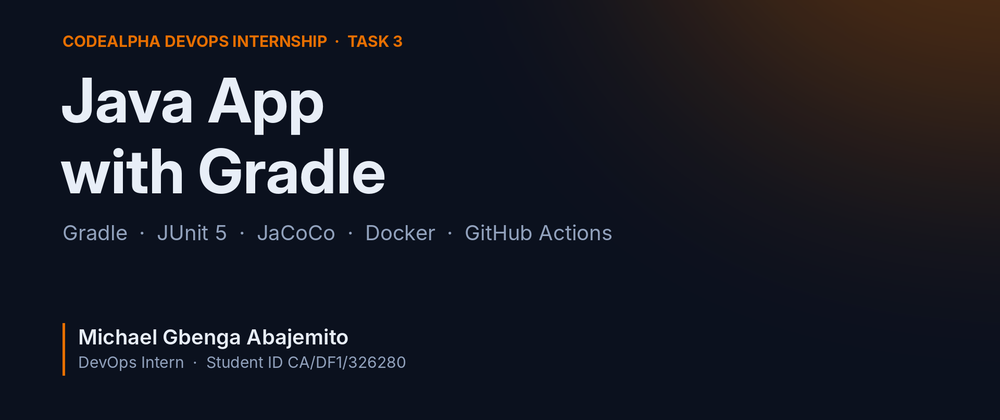 CODEALPHA DEVOPS INTERNSHIP · TASK 3
Java App
with Gradle
Gradle · JUnit 5 · JaCoCo · Docker · GitHub Actions
Michael Gbenga Abajemito
DevOps Intern · Student ID CA/DF1/326280